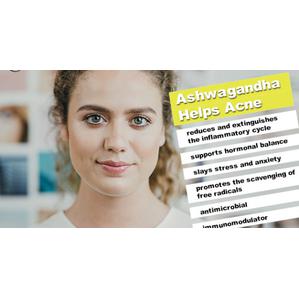 Ashwagandha
Helps Acne
reduces and extinguishes
the inflammatory cycle
supports hormonal balance
slays stress and anxiety
promotes the scavenging of
free radicals
antimicrobial
immunomodulator